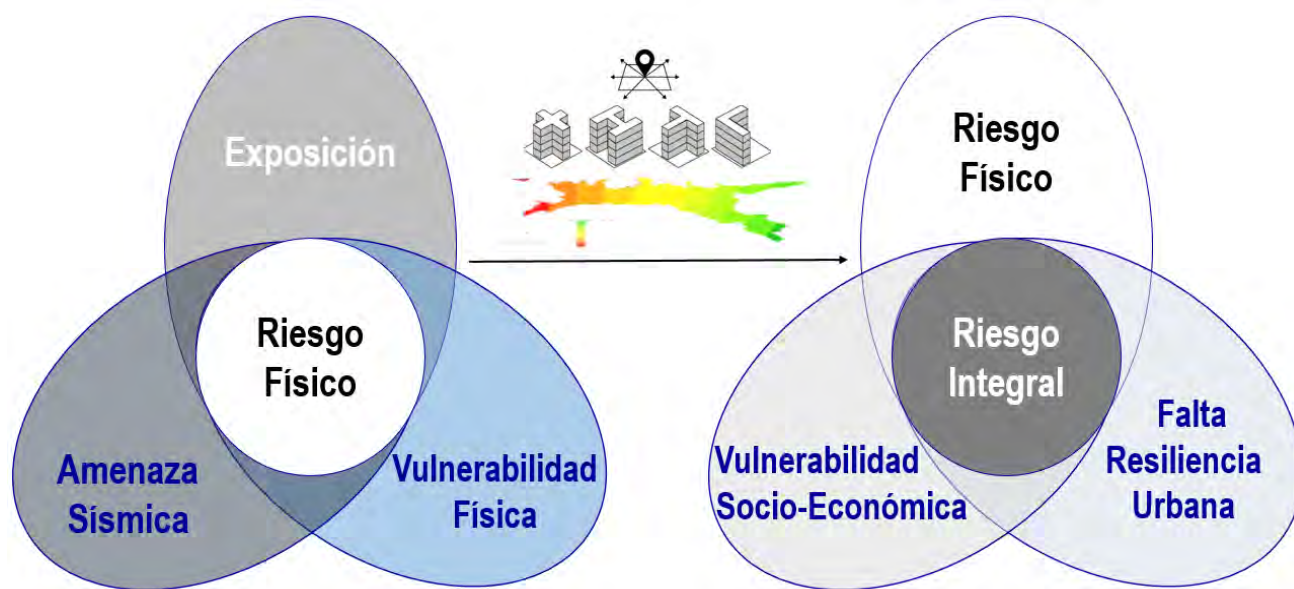 Exposición
Riesgo
Físico
Amenaza
Sísmica
Vulnerabilidad
Física
Riesgo
Físico
Riesgo
Integral
Vulnerabilidad
Socio-Económica
Falta
Resiliencia
Urbana